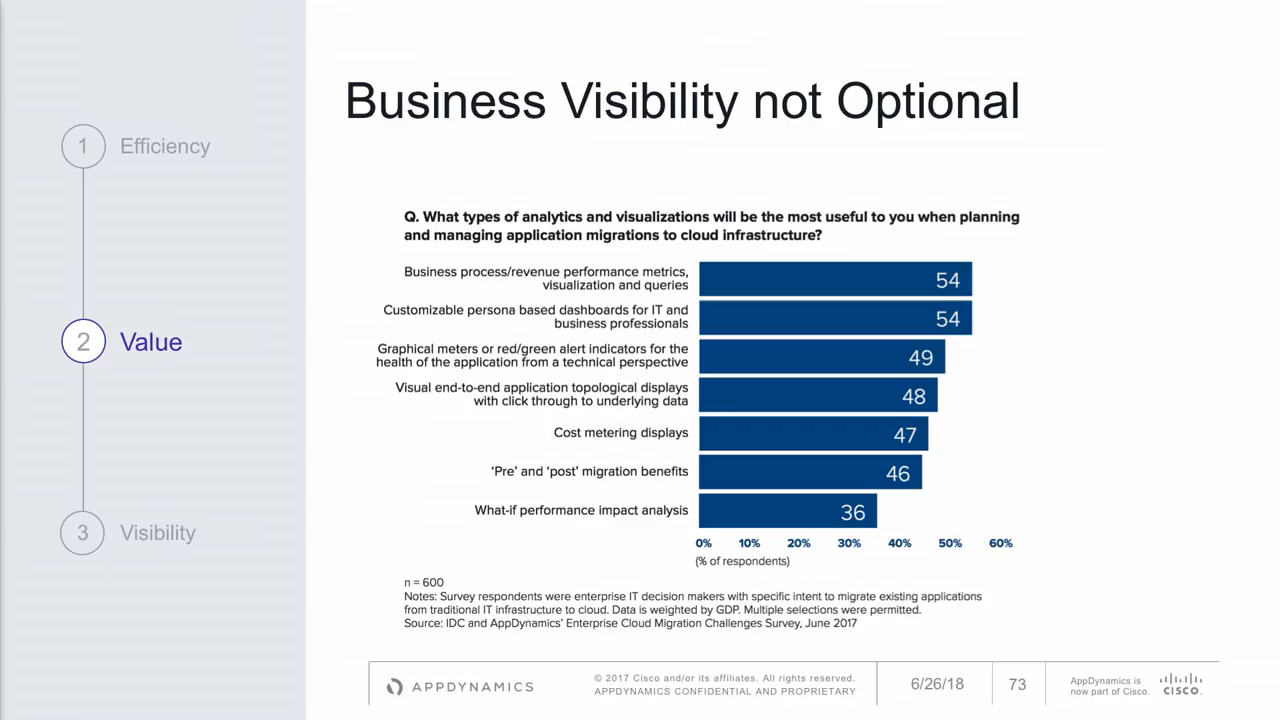 Business Visibility not Optional
1 Efficiency
2 Value
3 Visibility
Q. What types of analytics and visualizations will be the most useful to you when planning
and managing application migrations to cloud infrastructure?
Business process/revenue performance metrics,
visualization and queries
54
Customizable persona based dashboards for IT and
business professionals
54
Graphical meters or red/green alert indicators for the
health of the application from a technical perspective
49
Visual end-to-end application topological displays
with click through to underlying data
48
Cost metering displays
47
‘Pre’ and ‘post’ migration benefits
46
What-if performance impact analysis
36
0% 10% 20% 30% 40% 50% 60%
(% of respondents)
n = 600
Notes: Survey respondents were enterprise IT decision makers with specific intent to migrate existing applications
from traditional IT infrastructure to cloud. Data is weighted by GDP. Multiple selections were permitted.
Source: IDC and AppDynamics’ Enterprise Cloud Migration Challenges Survey, June 2017
APPDYNAMICS
© 2017 Cisco and/or its affiliates. All rights reserved.
APPDYNAMICS CONFIDENTIAL AND PROPRIETARY
6/26/18
73
AppDynamics is
now part of Cisco.
CISCO